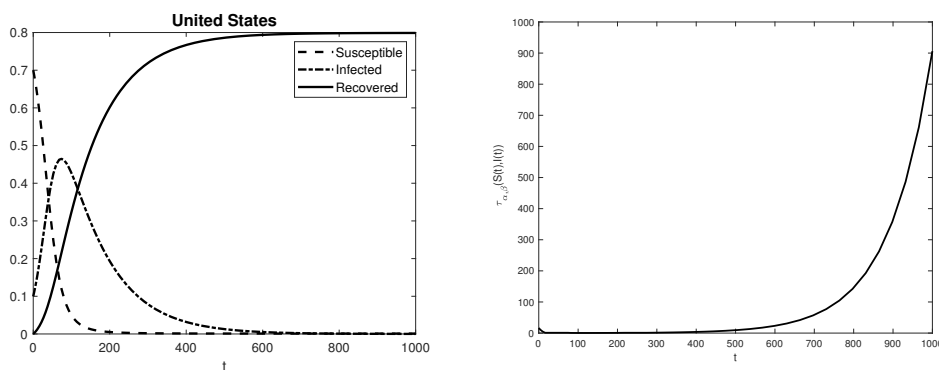 United States
0.8
0.7
0.6
0.5
0.4
0.3
0.2
0.1
0
0 200 400 600 800 1000
t
Susceptible
Infected
Recovered
1000
900
800
700
600
500
400
300
200
100
0
0 100 200 300 400 500 600 700 800 900 1000
t
τα,β(S(t),I(t))